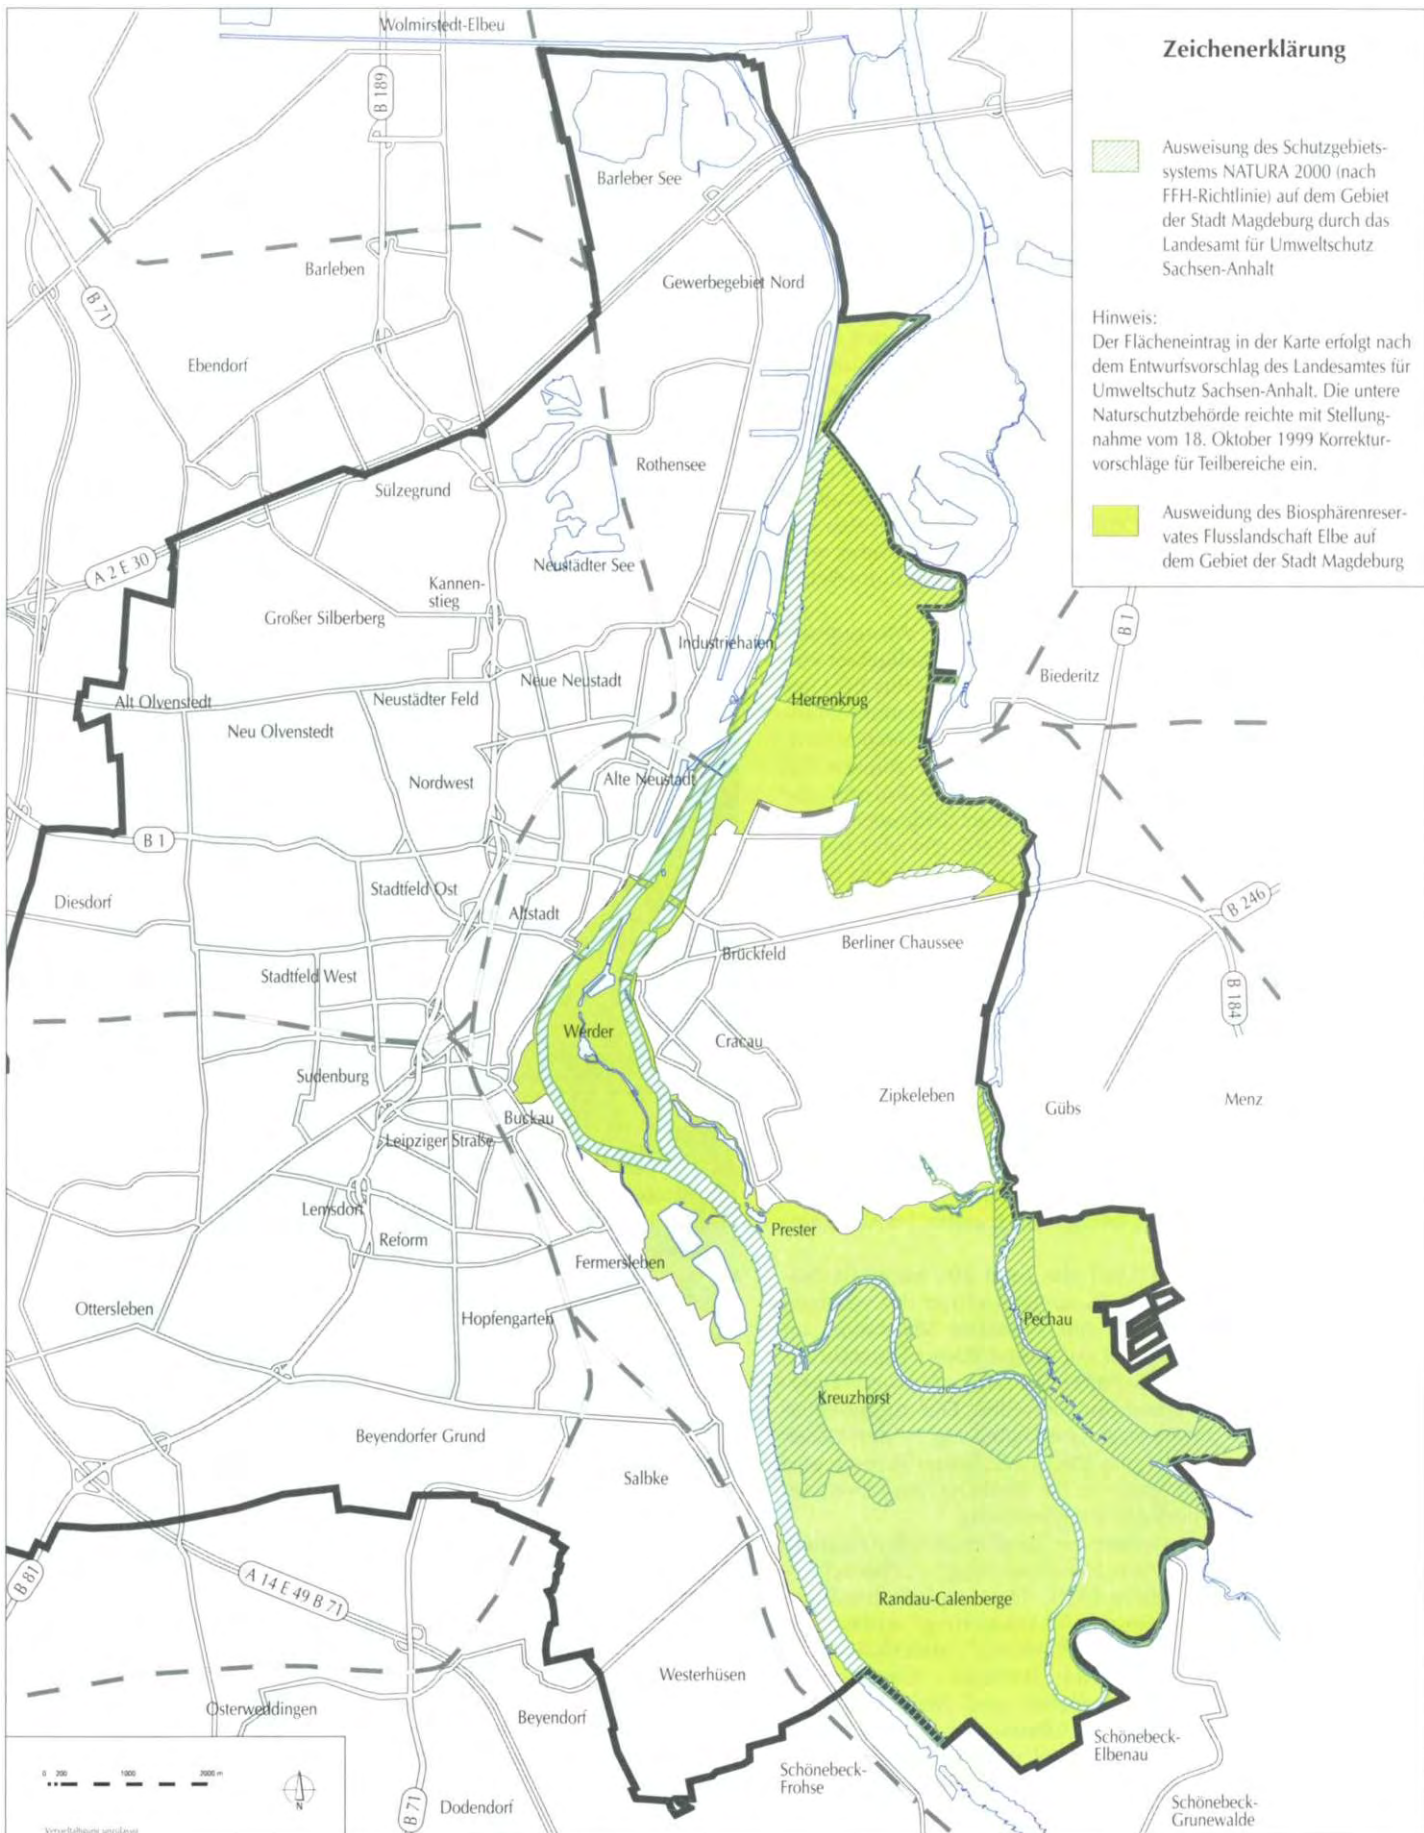 Wolmirstedt-Elbeu
Zeichenerklärung
B 189
Ausweisung des Schutzgebiets-
systems NATURA 2000 (nach
FFH-Richtlinie) auf dem Gebiet
der Stadt Magdeburg durch das
Landesamt für Umweltschutz
Sachsen-Anhalt
Barleber See
Barleben
Gewerbegebiet Nord
B 71
Hinweis:
Der Flächeneintrag in der Karte erfolgt nach
dem Entwurfsvorschlag des Landesamtes für
Umweltschutz Sachsen-Anhalt. Die untere
Naturschutzbehörde reichte mit Stellung-
nahme vom 18. Oktober 1999 Korrektur-
vorschläge für Teilbereiche ein.
Ebendorf
Rothensee
Sülzegrund
Ausweidung des Biosphärenreser-
vates Flusslandschaft Elbe auf
dem Gebiet der Stadt Magdeburg
A 2 E 30
Neustädter See
Kannen-
stieg
Großer Silberberg
B 1
Industriehafen
Biederitz
Neue Neustadt
Alt Olvenstedt
Neustädter Feld
Herrenkrug
Neu Olvenstedt
Nordwest
Alte Neustadt
B 1
Stadtfeld Ost
Diesdorf
B 246
Altstadt
Berliner Chaussee
Brückfeld
Stadtfeld West
B 184
Werder
Cracau
Sudenburg
Zipkeleben
Gübs
Menz
Buckau
Leipziger Straße
Lemsdorf
Prester
Reform
Fermersleben
Ottersleben
Hopfengarten
Pechau
Kreuzhorst
Beyendorfer Grund
Salbke
B 81
A 14 E 49 B 71
Randau-Calenberge
Westerhüsen
Osterweddingen
Beyendorf
Schönebeck-
Elbenau
0 200 1000 2000 m
N
Schönebeck-
Frohse
B 71
Dodendorf
Schönebeck-
Grunewalde